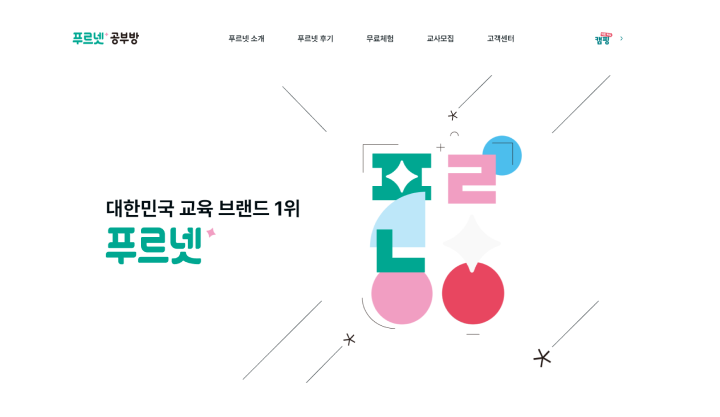 푸르넷 공부방
푸르넷 소개
푸르넷 후기
무료체험
교사모집
고객센터
캠핑
대한민국 교육 브랜드 1위
푸르넷